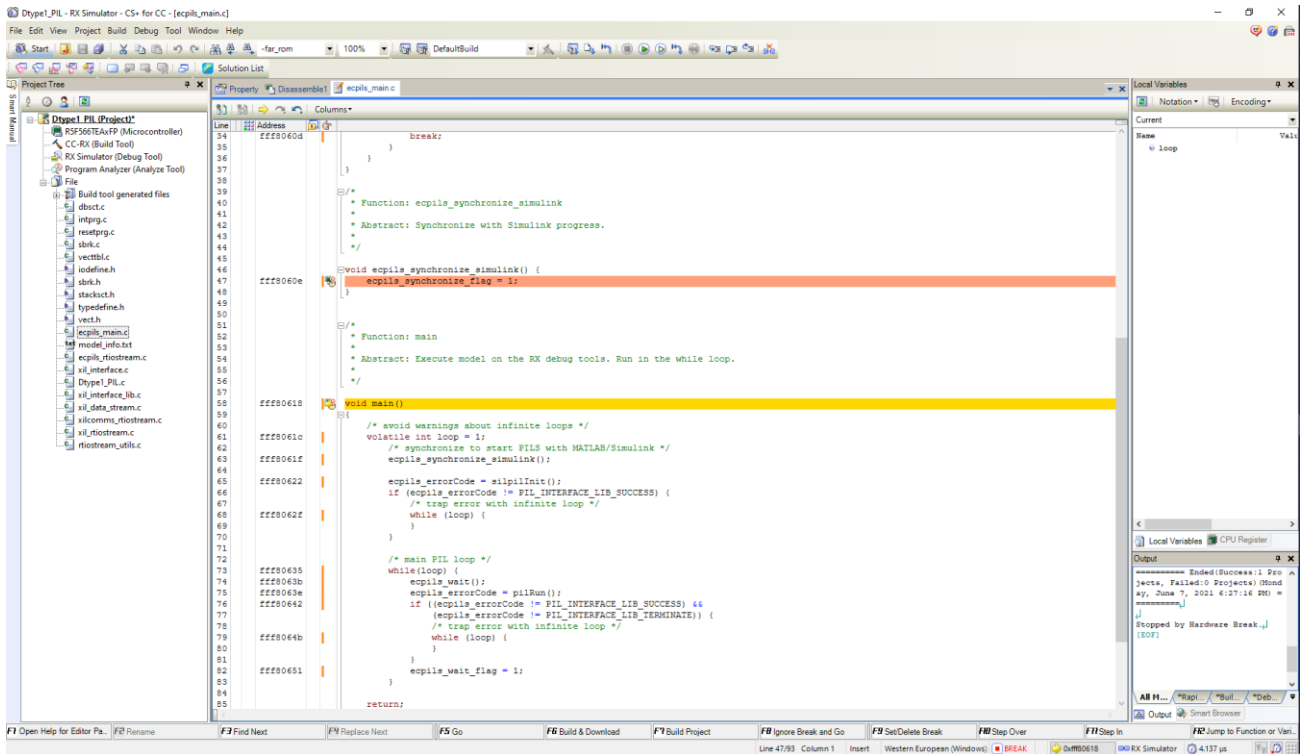 Dtype1_PIL - RX Simulator - CS+ for CC - [ecpils_main.c]
File Edit View Project Build Debug Tool Window Help
Start -far_rom 100% DefaultBuild
Solution List
Project Tree
Smart Manual
Dtype1_PIL (Project)*
R5F566TEAxFP (Microcontroller)
CC-RX (Build Tool)
RX Simulator (Debug Tool)
Program Analyzer (Analyze Tool)
File
Build tool generated files
dbsct.c
intprg.c
resetprg.c
sbrk.c
vecttbl.c
iodefine.h
sbrk.h
stacksct.h
typedefine.h
vect.h
ecpils_main.c
model_info.txt
ecpils_rtiostream.c
xil_interface.c
Dtype1_PIL.c
xil_interface_lib.c
xil_data_stream.c
xilcomms_rtiostream.c
xil_rtiostream.c
rtiostream_utils.c
Property Disassemble1 ecpils_main.c
Columns
Line Address
34 fff8060d break;
35 }
36 }
37 }
38
39 /*
40 * Function: ecpils_synchronize_simulink
41 *
42 * Abstract: Synchronize with Simulink progress.
43 *
44 */
45
46 void ecpils_synchronize_simulink() {
47 fff8060e ecpils_synchronize_flag = 1;
48 }
49
50
51 /*
52 * Function: main
53 *
54 * Abstract: Execute model on the RX debug tools. Run in the while loop.
55 *
56 */
57
58 fff80618 void main()
59 {
60 /* avoid warnings about infinite loops */
61 fff8061c volatile int loop = 1;
62 /* synchronize to start PILS with MATLAB/Simulink */
63 fff8061f ecpils_synchronize_simulink();
64
65 fff80622 ecpils_errorCode = silpilInit();
66 if (ecpils_errorCode != PIL_INTERFACE_LIB_SUCCESS) {
67 /* trap error with infinite loop */
68 fff8062f while (loop) {
69 }
70 }
71
72 /* main PIL loop */
73 fff80635 while(loop) {
74 fff8063b ecpils_wait();
75 fff8063e ecpils_errorCode = pilRun();
76 fff80642 if ((ecpils_errorCode != PIL_INTERFACE_LIB_SUCCESS) &&
77 (ecpils_errorCode != PIL_INTERFACE_LIB_TERMINATE)) {
78 /* trap error with infinite loop */
79 fff8064b while (loop) {
80 }
81 }
82 fff80651 ecpils_wait_flag = 1;
83 }
84
85 return;
Local Variables
Notation Encoding
Current
Name Valu
loop
Local Variables CPU Register
Output
========== Ended(Success:1 Pro
jects, Failed:0 Projects)(Mond
ay, June 7, 2021 6:27:16 PM) =
=========
Stopped by Hardware Break.
[EOF]
All M... *Rapi... *Buil... *Deb...
Output Smart Browser
F1 Open Help for Editor Pa... F2 Rename F3 Find Next F4 Replace Next F5 Go F6 Build & Download F7 Build Project F8 Ignore Break and Go F9 Set/Delete Break F10 Step Over F11 Step In F12 Jump to Function or Vari...
Line 47/93 Column 1 Insert Western European (Windows) BREAK 0xfff80618 RX Simulator 4.137 µs